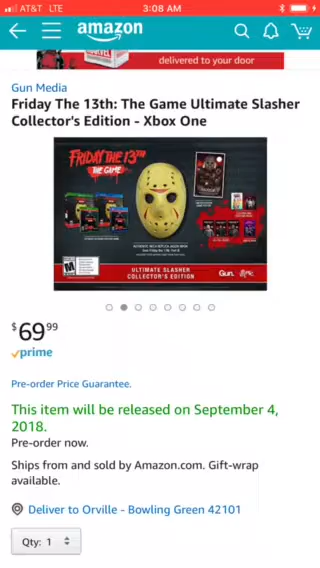 AT&T LTE 3:08 AM
amazon
delivered to your door
Gun Media
Friday The 13th: The Game Ultimate Slasher
Collector's Edition - Xbox One
FRIDAY THE 13TH
THE GAME
ULTIMATE SLASHER
COLLECTOR'S EDITION
Gun.
$69.99
prime
Pre-order Price Guarantee.
This item will be released on September 4,
2018.
Pre-order now.
Ships from and sold by Amazon.com. Gift-wrap
available.
Deliver to Orville - Bowling Green 42101
Qty: 1